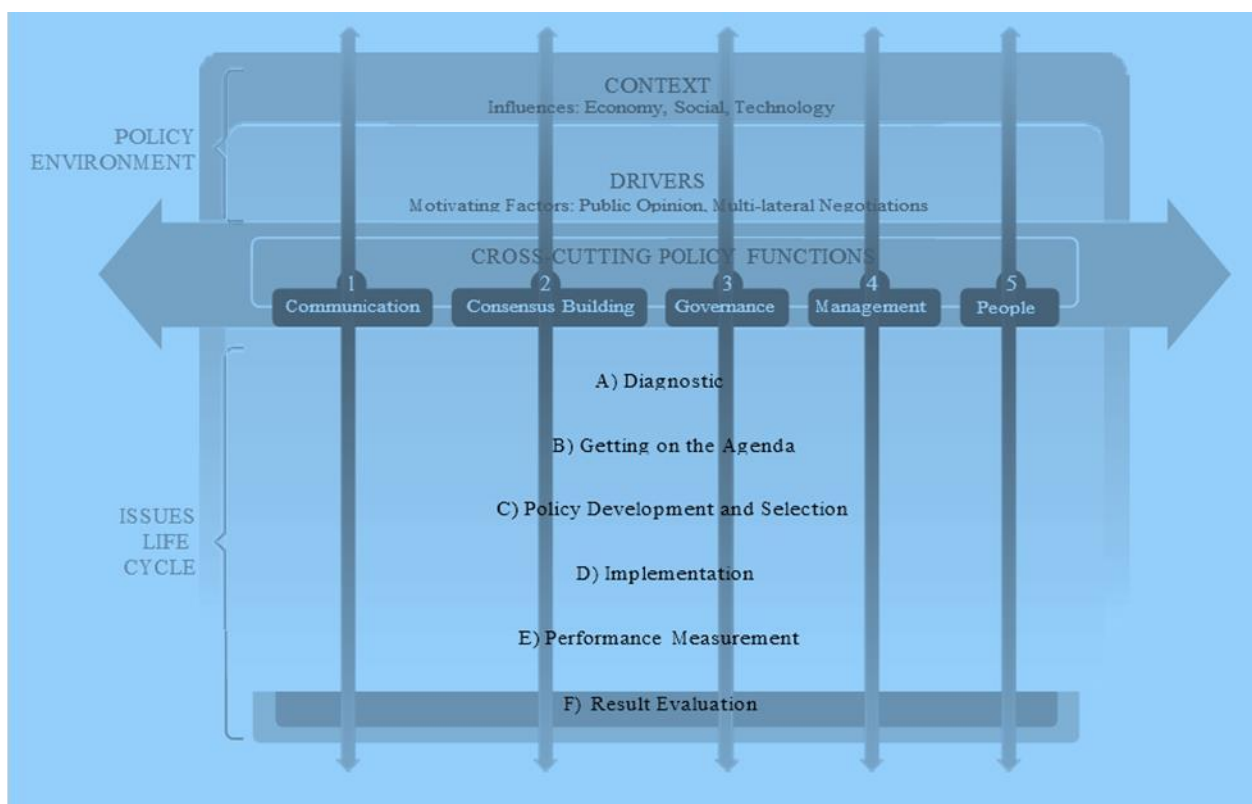 CONTEXT
Influences: Economy, Social, Technology
POLICY
ENVIRONMENT
DRIVERS
Motivating Factors: Public Opinion, Multi-lateral Negotiations
CROSS-CUTTING POLICY FUNCTIONS
1 2 3 4 5
Communication Consensus Building Governance Management People
A) Diagnostic
B) Getting on the Agenda
C) Policy Development and Selection
ISSUES
LIFE
CYCLE
D) Implementation
E) Performance Measurement
F) Result Evaluation